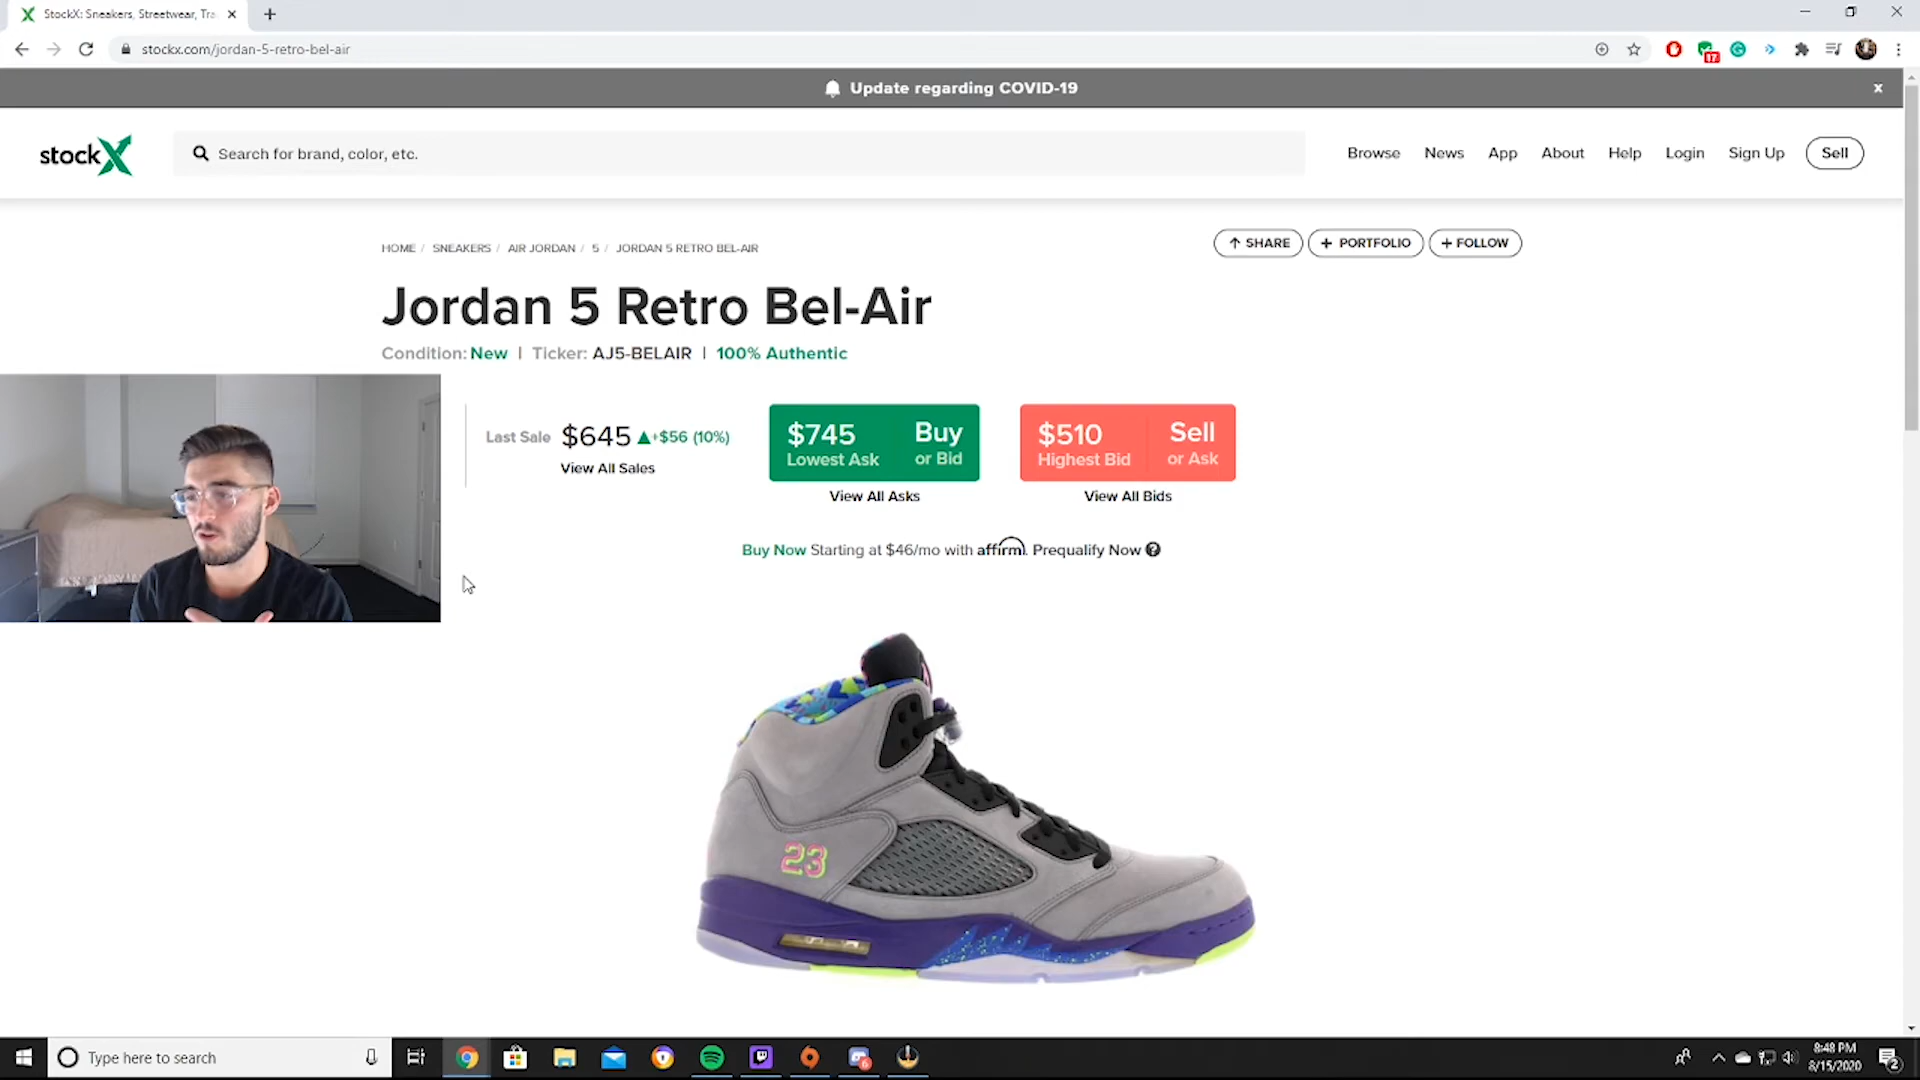 StockX: Sneakers, Streetwear, Tra
stockx.com/jordan-5-retro-bel-air
17
Update regarding COVID-19
x
stockX
Search for brand, color, etc.
Browse
News
App
About
Help
Login
Sign Up
Sell
HOME / SNEAKERS / AIR JORDAN / 5 / JORDAN 5 RETRO BEL-AIR
SHARE
+ PORTFOLIO
+ FOLLOW
Jordan 5 Retro Bel-Air
Condition: New | Ticker: AJ5-BELAIR | 100% Authentic
Last Sale $645 ▲+$56 (10%)
View All Sales
$745 Buy
Lowest Ask or Bid
View All Asks
$510 Sell
Highest Bid or Ask
View All Bids
Buy Now Starting at $46/mo with affirm. Prequalify Now ?
23
Type here to search
8:48 PM
8/15/2020
2